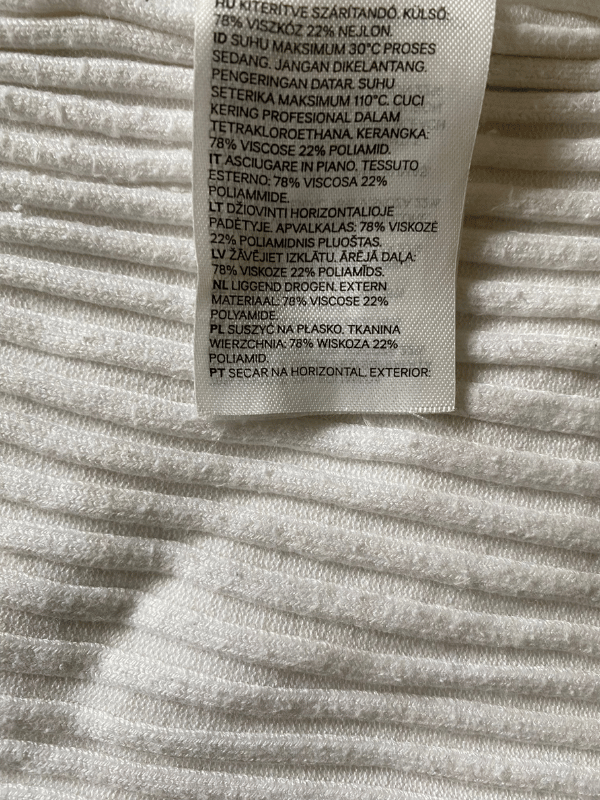 HU KITERÍTVE SZÁRÍTANDÓ. KÜLSŐ:
78% VISZKÓZ 22% NEJLON.
ID SUHU MAKSIMUM 30°C PROSES
SEDANG. JANGAN DIKELANTANG.
PENGERINGAN DATAR. SUHU
SETERIKA MAKSIMUM 110°C. CUCI
KERING PROFESIONAL DALAM
TETRAKLOROETHANA. KERANGKA:
78% VISCOSE 22% POLIAMID.
IT ASCIUGARE IN PIANO. TESSUTO
ESTERNO: 78% VISCOSA 22%
POLIAMMIDE.
LT DŽIOVINTI HORIZONTALIOJE
PADĖTYJE. APVALKALAS: 78% VISKOZĖ
22% POLIAMIDNIS PLUOŠTAS.
LV ŽĀVĒJIET IZKLĀTU. ĀRĒJĀ DAĻA:
78% VISKOZE 22% POLIAMĪDS.
NL LIGGEND DROGEN. EXTERN
MATERIAAL: 78% VISCOSE 22%
POLYAMIDE.
PL SUSZYĆ NA PŁASKO. TKANINA
WIERZCHNIA: 78% WISKOZA 22%
POLIAMID.
PT SECAR NA HORIZONTAL. EXTERIOR: